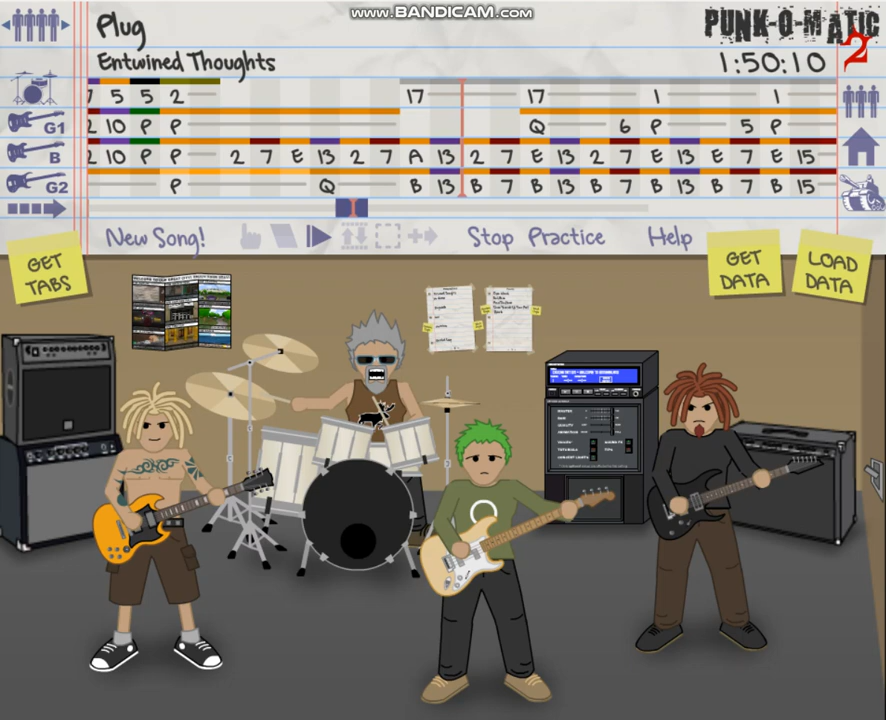 www.BANDICAM.com
PUNK-O-MATIC 2
Plug
Entwined Thoughts
1:50:10
7 5 5 2 17 17 1 1
G1 2 10 P P Q 6 P 5 P
B 2 10 P P 2 7 E 13 2 7 A 13 2 7 E 13 2 7 E 13 E 7 E 15
G2 P Q B 13 B 7 B 13 B 7 B 13 B 7 B 15
New Song! Stop Practice Help
GET TABS
GET DATA
LOAD DATA